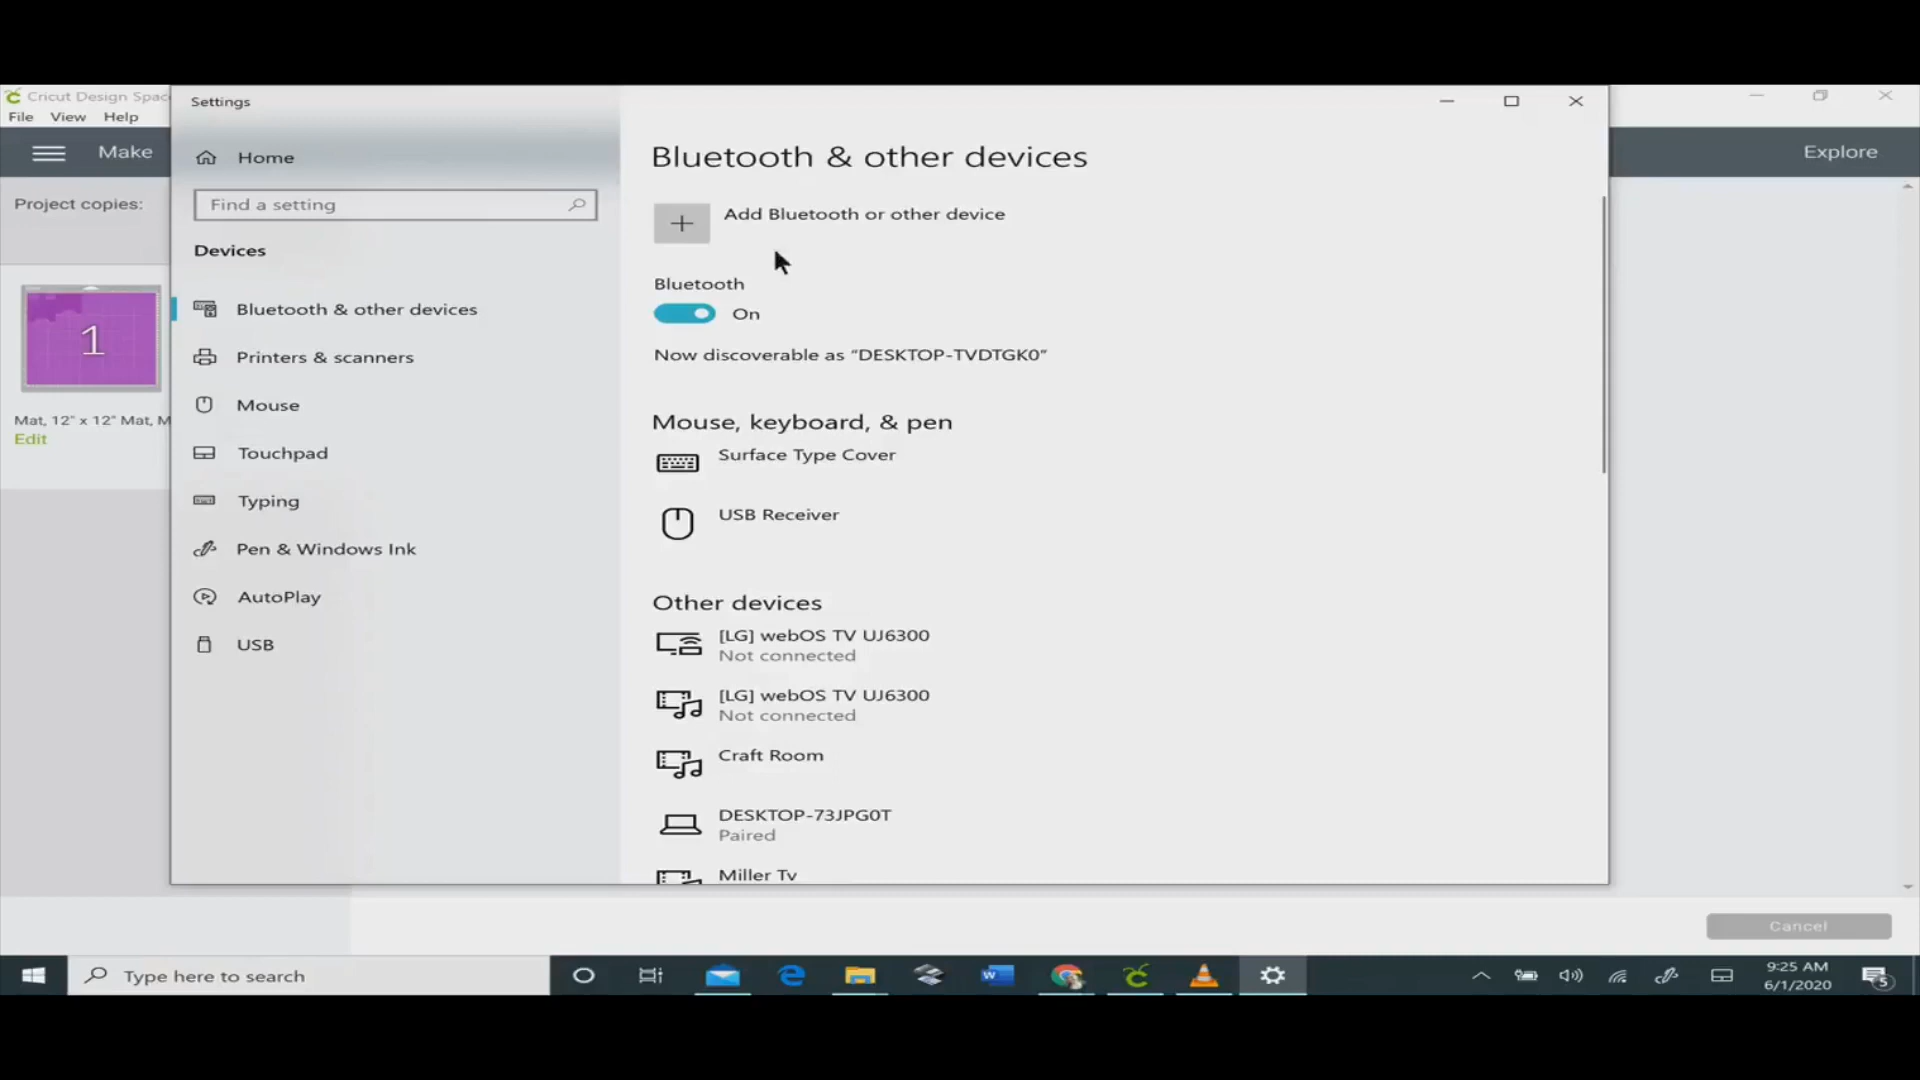 Cricut Design Spac
File View Help
Make
Explore
Project copies:
1
Mat, 12" x 12" Mat, M
Edit
Settings
Home
Find a setting
Devices
Bluetooth & other devices
Printers & scanners
Mouse
Touchpad
Typing
Pen & Windows Ink
AutoPlay
USB
Bluetooth & other devices
Add Bluetooth or other device
Bluetooth
On
Now discoverable as “DESKTOP-TVDTGK0”
Mouse, keyboard, & pen
Surface Type Cover
USB Receiver
Other devices
[LG] webOS TV UJ6300
Not connected
[LG] webOS TV UJ6300
Not connected
Craft Room
DESKTOP-73JPG0T
Paired
Miller Tv
Cancel
Type here to search
9:25 AM
6/1/2020
5